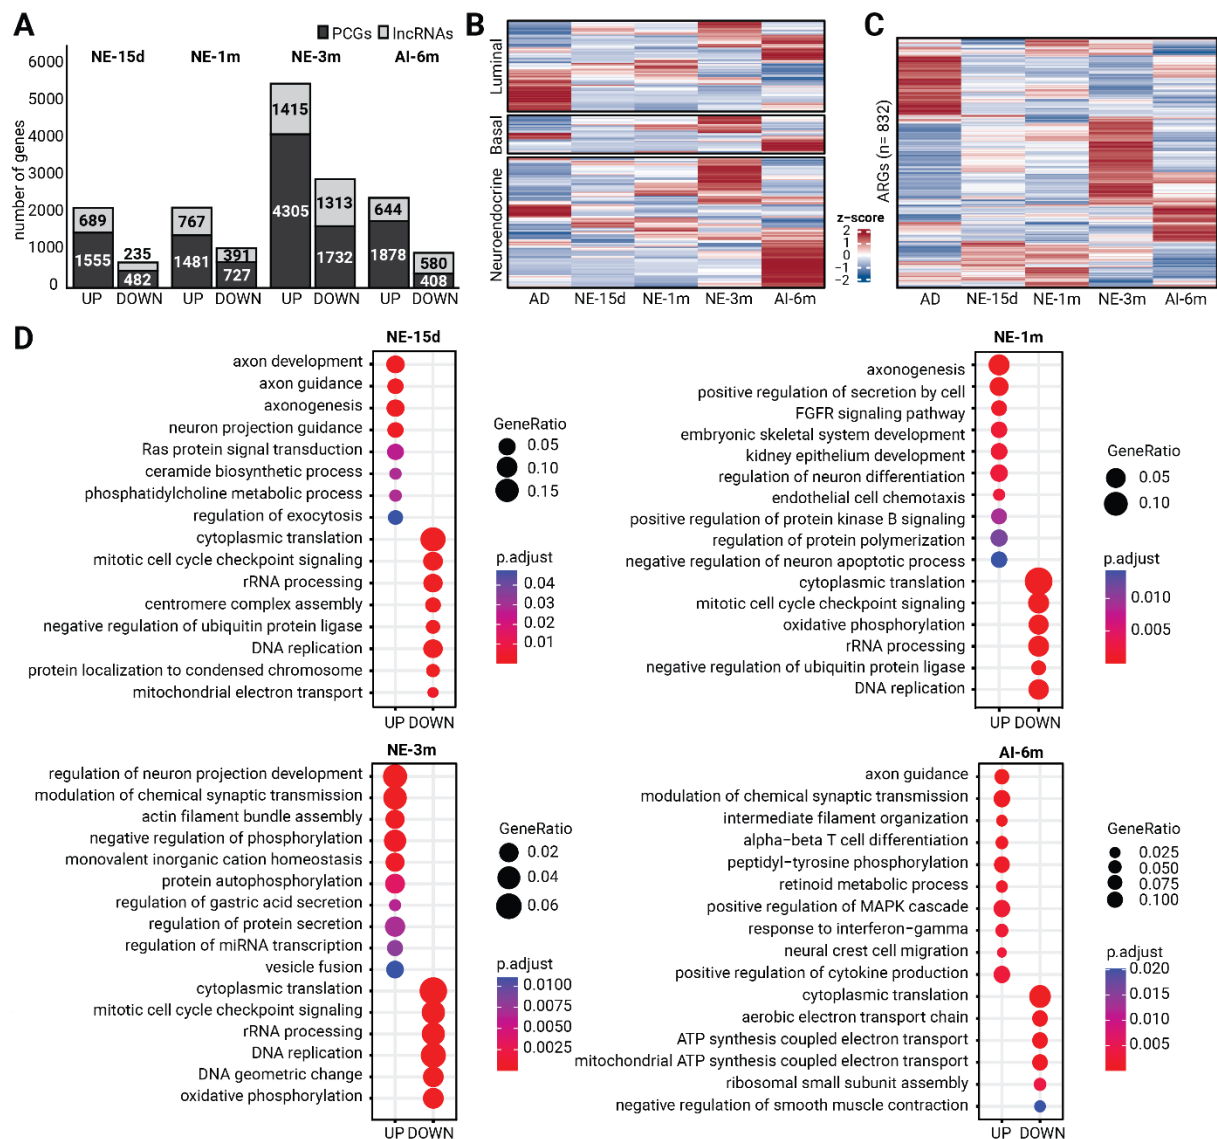 A
PCGs lncRNAs
NE-15d NE-1m NE-3m AI-6m
number of genes
6000
5000
4000
3000
2000
1000
0
689
1555
235
482
767
1481
391
727
1415
4305
1313
1732
644
1878
580
408
UP DOWN UP DOWN UP DOWN UP DOWN
B
Luminal
Basal
Neuroendocrine
AD NE-15d NE-1m NE-3m AI-6m
z-score
2
1
0
-1
-2
C
ARGs (n= 832)
AD NE-15d NE-1m NE-3m AI-6m
D
NE-15d
axon development
axon guidance
axonogenesis
neuron projection guidance
Ras protein signal transduction
ceramide biosynthetic process
phosphatidylcholine metabolic process
regulation of exocytosis
cytoplasmic translation
mitotic cell cycle checkpoint signaling
rRNA processing
centromere complex assembly
negative regulation of ubiquitin protein ligase
DNA replication
protein localization to condensed chromosome
mitochondrial electron transport
UP DOWN
GeneRatio
0.05
0.10
0.15
p.adjust
0.04
0.03
0.02
0.01
NE-1m
axonogenesis
positive regulation of secretion by cell
FGFR signaling pathway
embryonic skeletal system development
kidney epithelium development
regulation of neuron differentiation
endothelial cell chemotaxis
positive regulation of protein kinase B signaling
regulation of protein polymerization
negative regulation of neuron apoptotic process
cytoplasmic translation
mitotic cell cycle checkpoint signaling
oxidative phosphorylation
rRNA processing
negative regulation of ubiquitin protein ligase
DNA replication
UP DOWN
GeneRatio
0.05
0.10
p.adjust
0.010
0.005
NE-3m
regulation of neuron projection development
modulation of chemical synaptic transmission
actin filament bundle assembly
negative regulation of phosphorylation
monovalent inorganic cation homeostasis
protein autophosphorylation
regulation of gastric acid secretion
regulation of protein secretion
regulation of miRNA transcription
vesicle fusion
cytoplasmic translation
mitotic cell cycle checkpoint signaling
rRNA processing
DNA replication
DNA geometric change
oxidative phosphorylation
UP DOWN
GeneRatio
0.02
0.04
0.06
p.adjust
0.0100
0.0075
0.0050
0.0025
AI-6m
axon guidance
modulation of chemical synaptic transmission
intermediate filament organization
alpha-beta T cell differentiation
peptidyl-tyrosine phosphorylation
retinoid metabolic process
positive regulation of MAPK cascade
response to interferon-gamma
neural crest cell migration
positive regulation of cytokine production
cytoplasmic translation
aerobic electron transport chain
ATP synthesis coupled electron transport
mitochondrial ATP synthesis coupled electron transport
ribosomal small subunit assembly
negative regulation of smooth muscle contraction
UP DOWN
GeneRatio
0.025
0.050
0.075
0.100
p.adjust
0.020
0.015
0.010
0.005